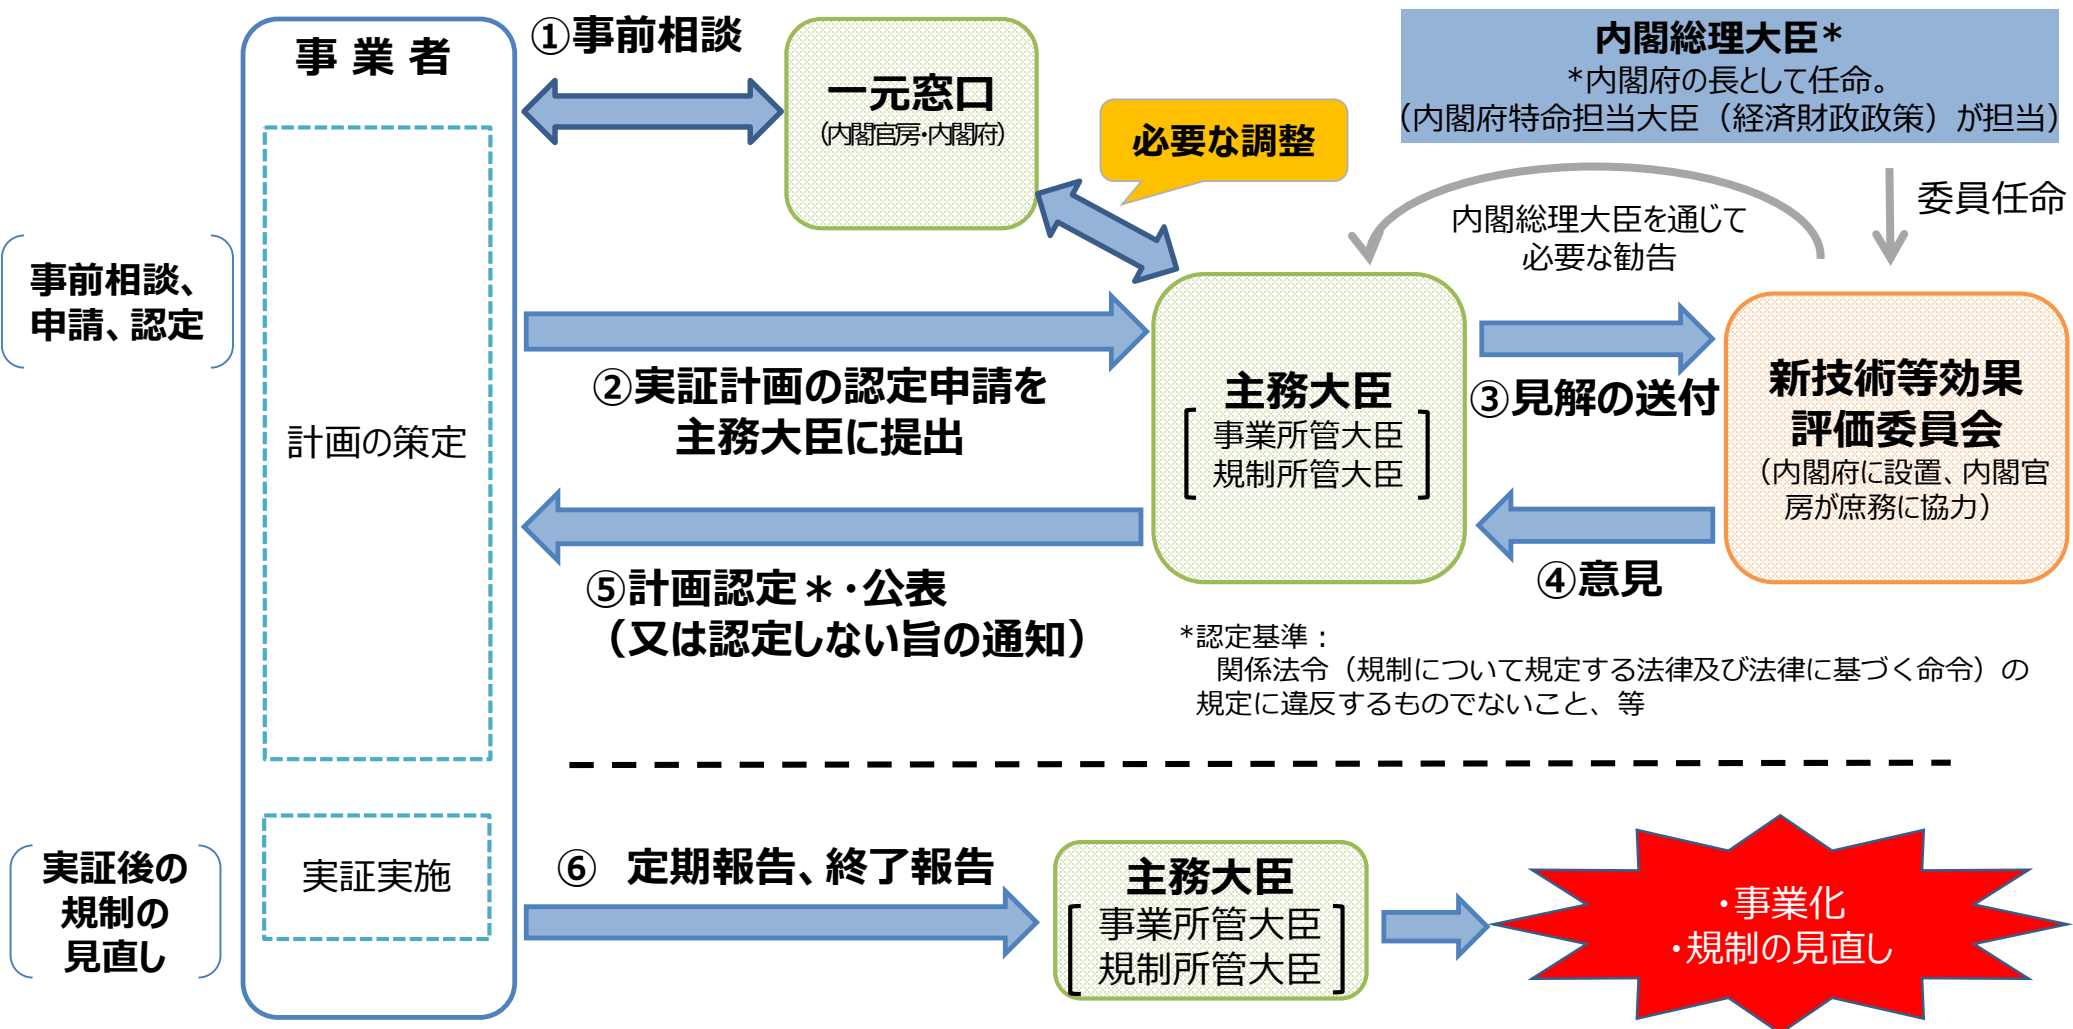 事業者
①事前相談
一元窓口
（内閣官房・内閣府）
必要な調整
内閣総理大臣*
*内閣府の長として任命。
（内閣府特命担当大臣（経済財政政策）が担当）
委員任命
内閣総理大臣を通じて
必要な勧告
事前相談、
申請、認定
計画の策定
②実証計画の認定申請を
主務大臣に提出
主務大臣
事業所管大臣
規制所管大臣
③見解の送付
新技術等効果
評価委員会
（内閣府に設置、内閣官
房が庶務に協力）
④意見
⑤計画認定＊・公表
（又は認定しない旨の通知）
*認定基準：
関係法令（規制について規定する法律及び法律に基づく命令）の
規定に違反するものでないこと、等
実証後の
規制の
見直し
実証実施
⑥　定期報告、終了報告
主務大臣
事業所管大臣
規制所管大臣
・事業化
・規制の見直し